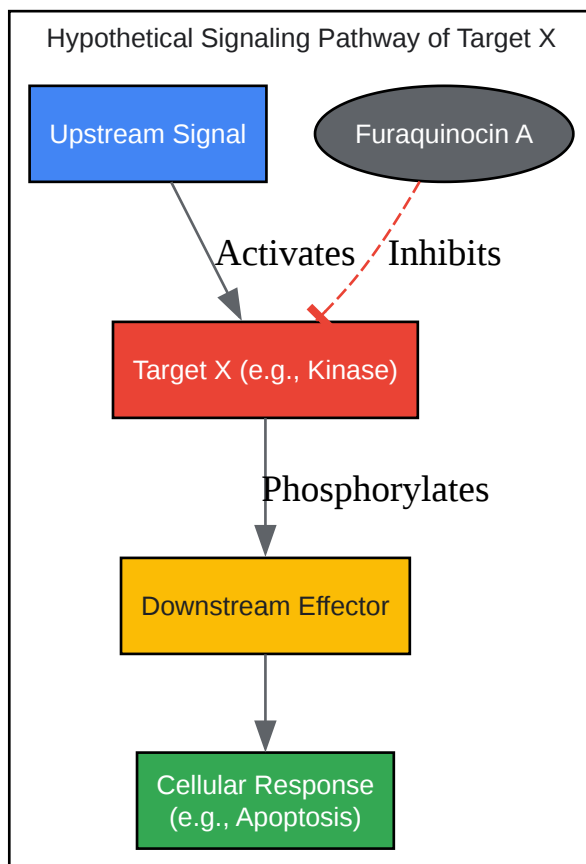 Hypothetical Signaling Pathway of Target X
Upstream Signal
Furaquinocin A
Activates
Inhibits
Target X (e.g., Kinase)
Phosphorylates
Downstream Effector
Cellular Response
(e.g., Apoptosis)